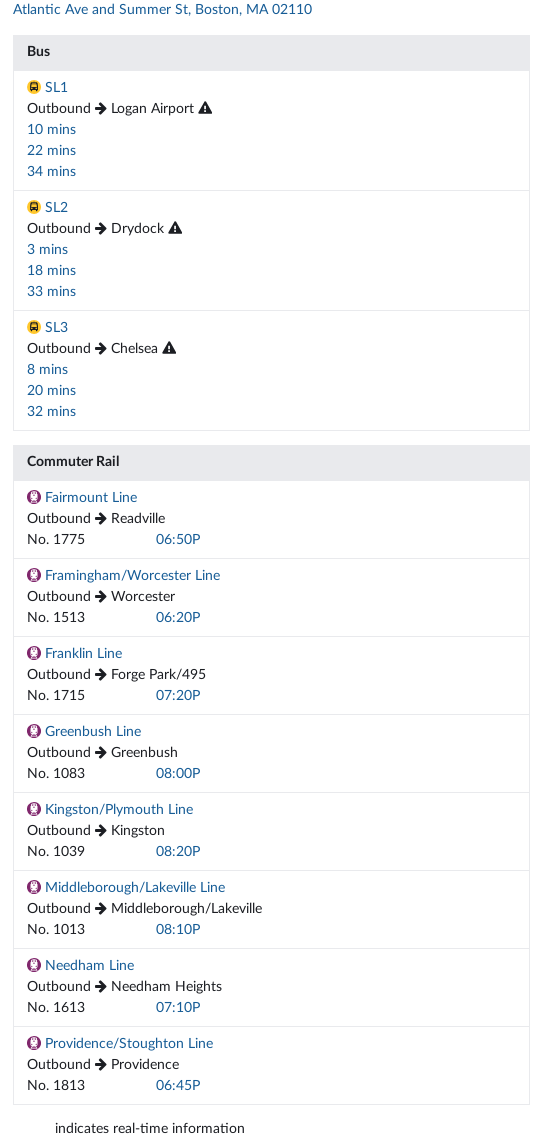 Atlantic Ave and Summer St, Boston, MA 02110
Bus
SL1
Outbound → Logan Airport
10 mins
22 mins
34 mins
SL2
Outbound → Drydock
3 mins
18 mins
33 mins
SL3
Outbound → Chelsea
8 mins
20 mins
32 mins
Commuter Rail
Fairmount Line
Outbound → Readville
No. 1775 06:50P
Framingham/Worcester Line
Outbound → Worcester
No. 1513 06:20P
Franklin Line
Outbound → Forge Park/495
No. 1715 07:20P
Greenbush Line
Outbound → Greenbush
No. 1083 08:00P
Kingston/Plymouth Line
Outbound → Kingston
No. 1039 08:20P
Middleborough/Lakeville Line
Outbound → Middleborough/Lakeville
No. 1013 08:10P
Needham Line
Outbound → Needham Heights
No. 1613 07:10P
Providence/Stoughton Line
Outbound → Providence
No. 1813 06:45P
indicates real-time information